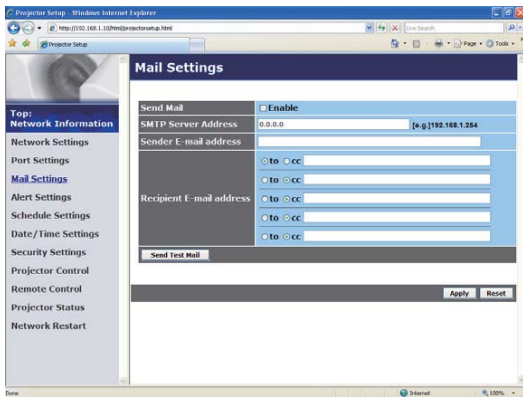 Projector Setup - Windows Internet Explorer
http://192.168.1.10/html/projectorsetup.html
Live Search
Projector Setup
Page
Tools
Top:
Network Information
Network Settings
Port Settings
Mail Settings
Alert Settings
Schedule Settings
Date/Time Settings
Security Settings
Projector Control
Remote Control
Projector Status
Network Restart
Mail Settings
Send Mail
Enable
SMTP Server Address
0.0.0.0
[e.g.]192.168.1.254
Sender E-mail address
Recipient E-mail address
to cc
to cc
to cc
to cc
to cc
Send Test Mail
Apply
Reset
Done
Internet
100%